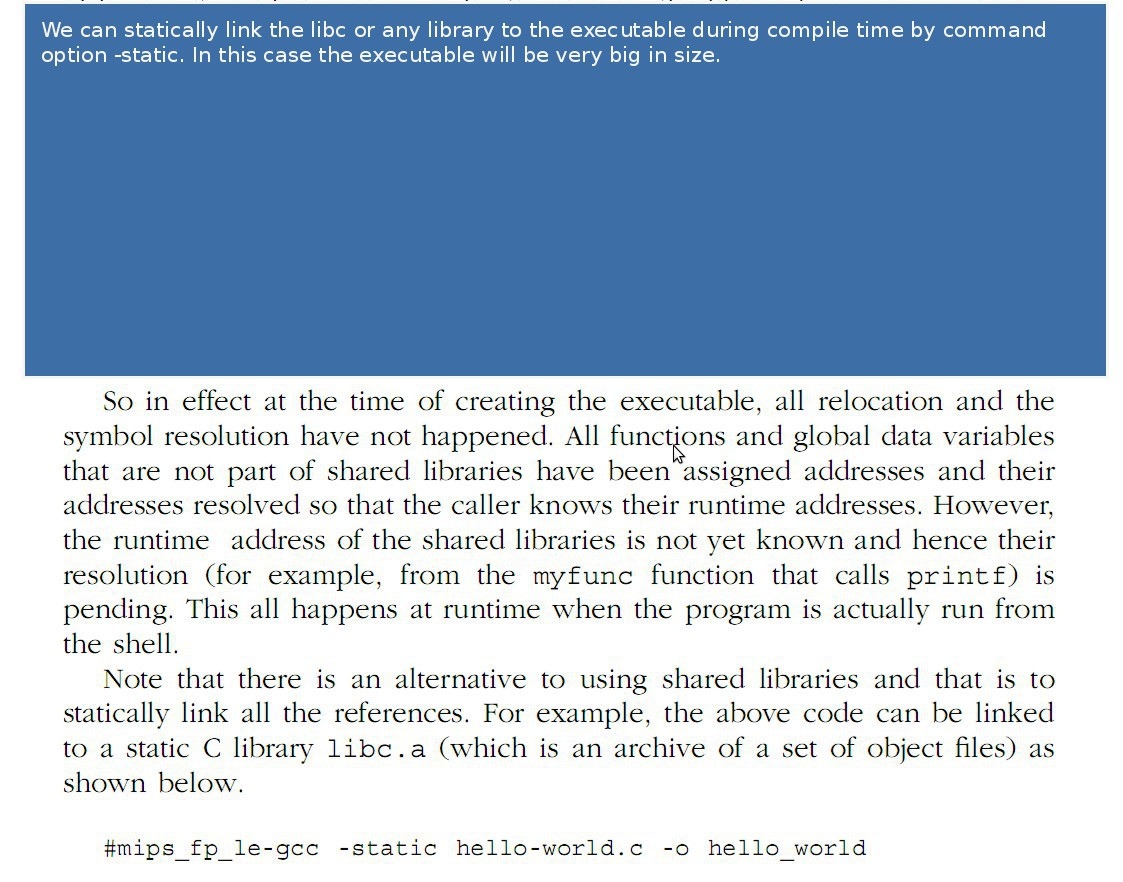 We can statically link the libc or any library to the executable during compile time by command
option -static. In this case the executable will be very big in size.
So in effect at the time of creating the executable, all relocation and the
symbol resolution have not happened. All functions and global data variables
that are not part of shared libraries have been assigned addresses and their
addresses resolved so that the caller knows their runtime addresses. However,
the runtime address of the shared libraries is not yet known and hence their
resolution (for example, from the myfunc function that calls printf) is
pending. This all happens at runtime when the program is actually run from
the shell.
Note that there is an alternative to using shared libraries and that is to
statically link all the references. For example, the above code can be linked
to a static C library libc.a (which is an archive of a set of object files) as
shown below.
#mips_fp_le-gcc -static hello-world.c -o hello_world